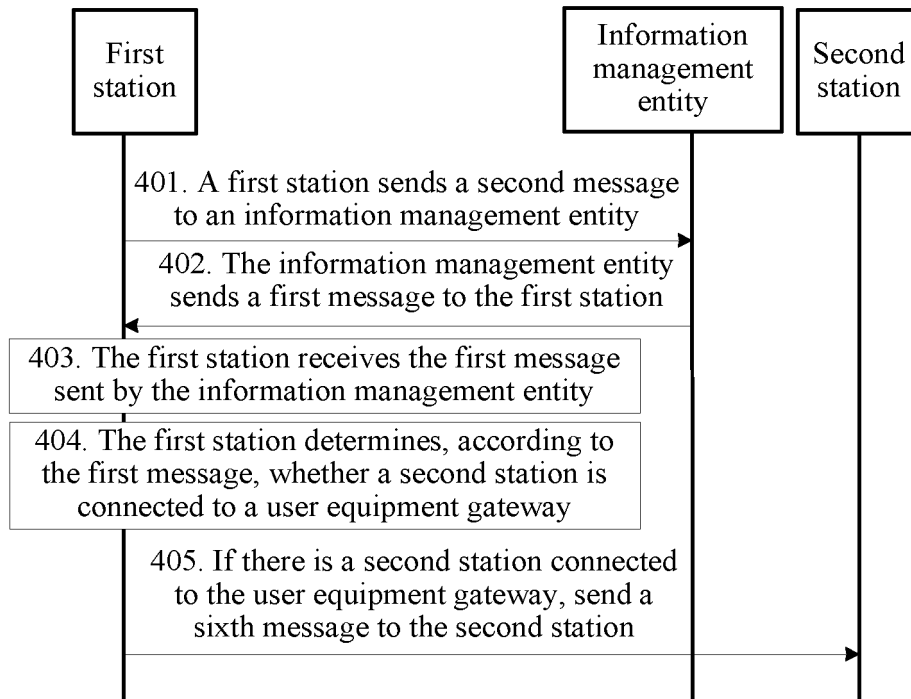 First
station
Information
management
entity
Second
station
401. A first station sends a second message
to an information management entity
402. The information management entity
sends a first message to the first station
403. The first station receives the first message
sent by the information management entity
404. The first station determines, according to
the first message, whether a second station is
connected to a user equipment gateway
405. If there is a second station connected
to the user equipment gateway, send a
sixth message to the second station